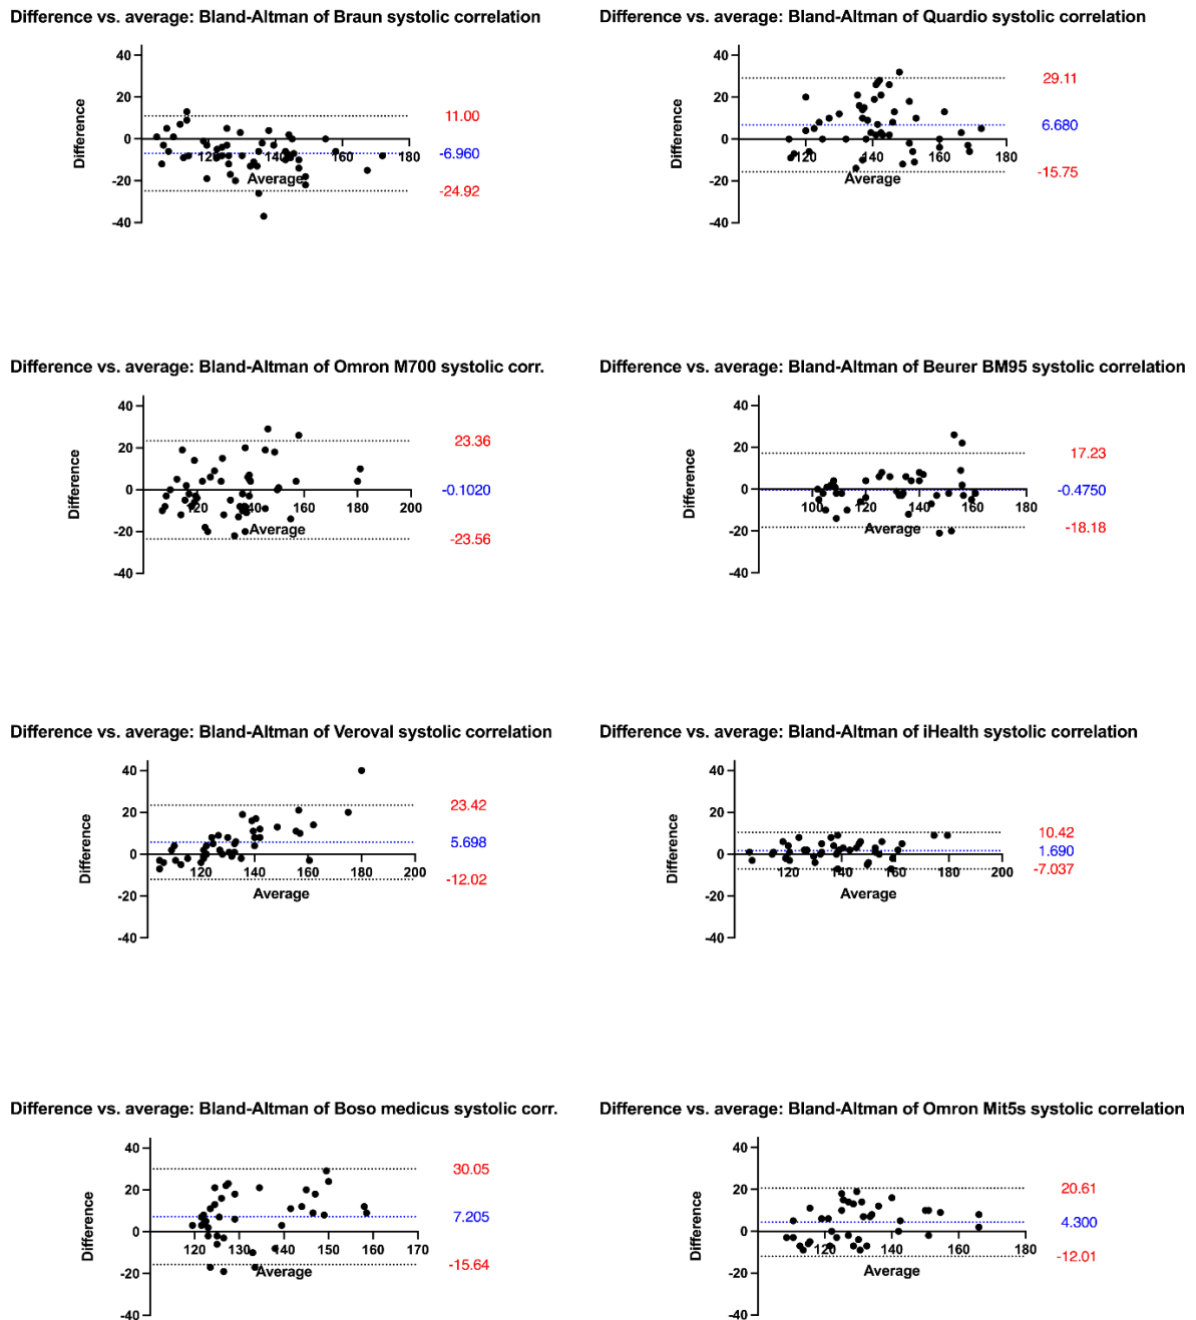 Difference vs. average: Bland-Altman of Braun systolic correlation
40
20
0
-20
-40
Difference
120 140 160 180
Average
11.00
-6.960
-24.92
Difference vs. average: Bland-Altman of Quardio systolic correlation
40
20
0
-20
-40
Difference
120 140 160 180
Average
29.11
6.680
-15.75
Difference vs. average: Bland-Altman of Omron M700 systolic corr.
40
20
0
-20
-40
Difference
120 140 160 180 200
Average
23.36
-0.1020
-23.56
Difference vs. average: Bland-Altman of Beurer BM95 systolic correlation
40
20
0
-20
-40
Difference
100 120 140 160 180
Average
17.23
-0.4750
-18.18
Difference vs. average: Bland-Altman of Veroval systolic correlation
40
20
0
-20
-40
Difference
120 140 160 180 200
Average
23.42
5.698
-12.02
Difference vs. average: Bland-Altman of iHealth systolic correlation
40
20
0
-20
-40
Difference
120 140 160 180 200
Average
10.42
1.690
-7.037
Difference vs. average: Bland-Altman of Boso medicus systolic corr.
40
20
0
-20
-40
Difference
120 130 140 150 160 170
Average
30.05
7.205
-15.64
Difference vs. average: Bland-Altman of Omron Mit5s systolic correlation
40
20
0
-20
-40
Difference
120 140 160 180
Average
20.61
4.300
-12.01